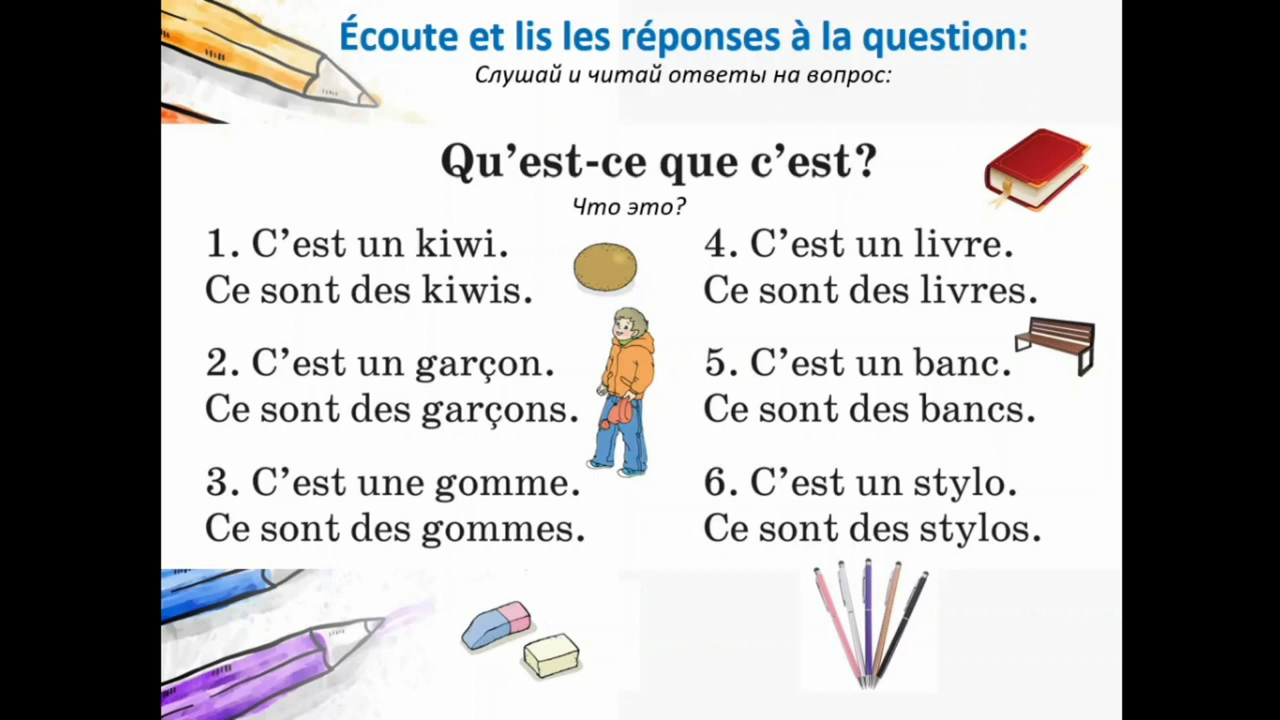 Écoute et lis les réponses à la question:
Слушай и читай ответы на вопрос:
Qu’est-ce que c’est?
Что это?
1. C’est un kiwi.
Ce sont des kiwis.
2. C’est un garçon.
Ce sont des garçons.
3. C’est une gomme.
Ce sont des gommes.
4. C’est un livre.
Ce sont des livres.
5. C’est un banc.
Ce sont des bancs.
6. C’est un stylo.
Ce sont des stylos.